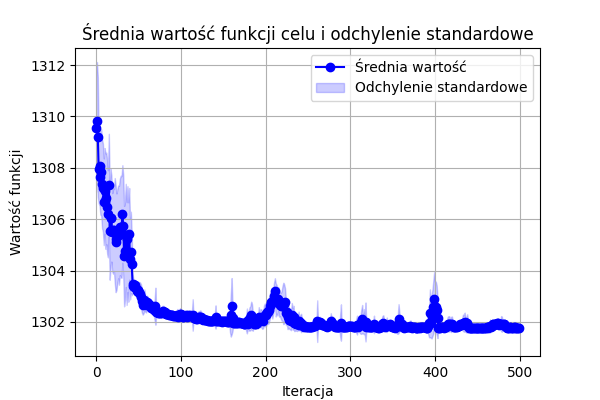 Średnia wartość funkcji celu i odchylenie standardowe
Wartość funkcji
1312
1310
1308
1306
1304
1302
Średnia wartość
Odchylenie standardowe
0 100 200 300 400 500
Iteracja